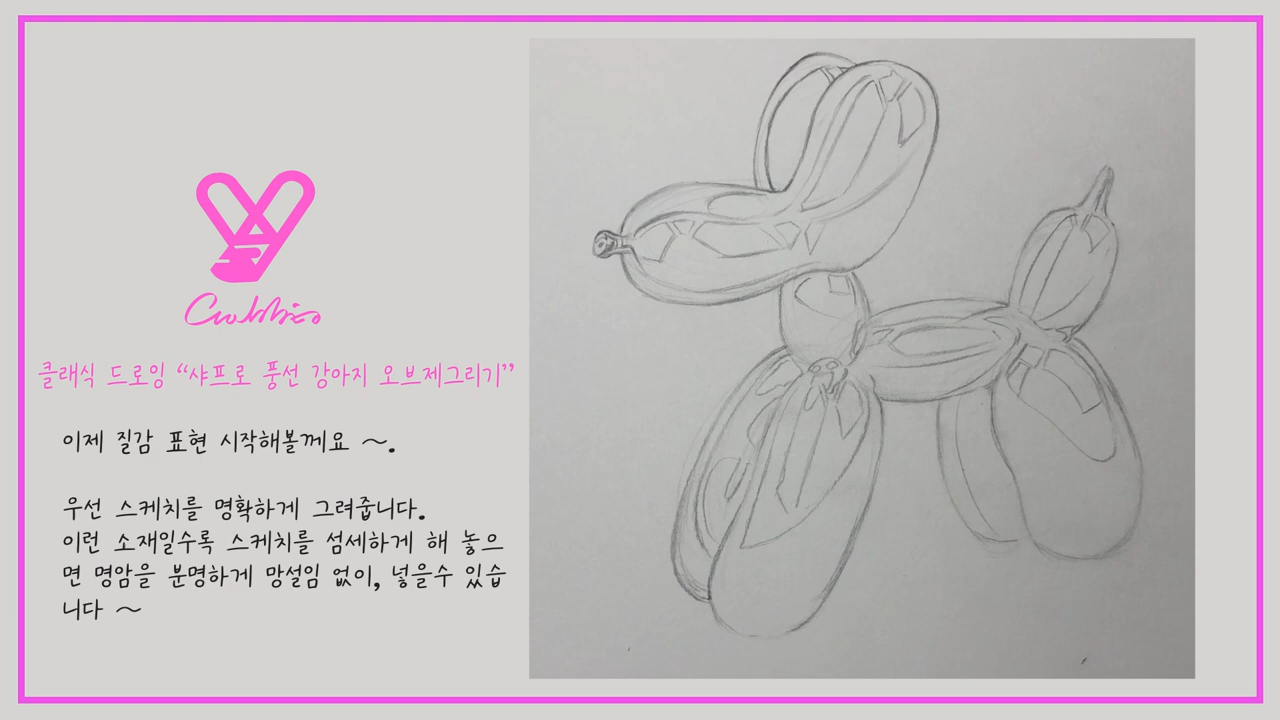 클래식 드로잉 “샤프로 풍선 강아지 오브제그리기”
이제 질감 표현 시작해볼께요 ~.
우선 스케치를 명확하게 그려줍니다.
이런 소재일수록 스케치를 섬세하게 해 놓으
면 명암을 분명하게 망설임 없이, 넣을수 있습
니다 ~